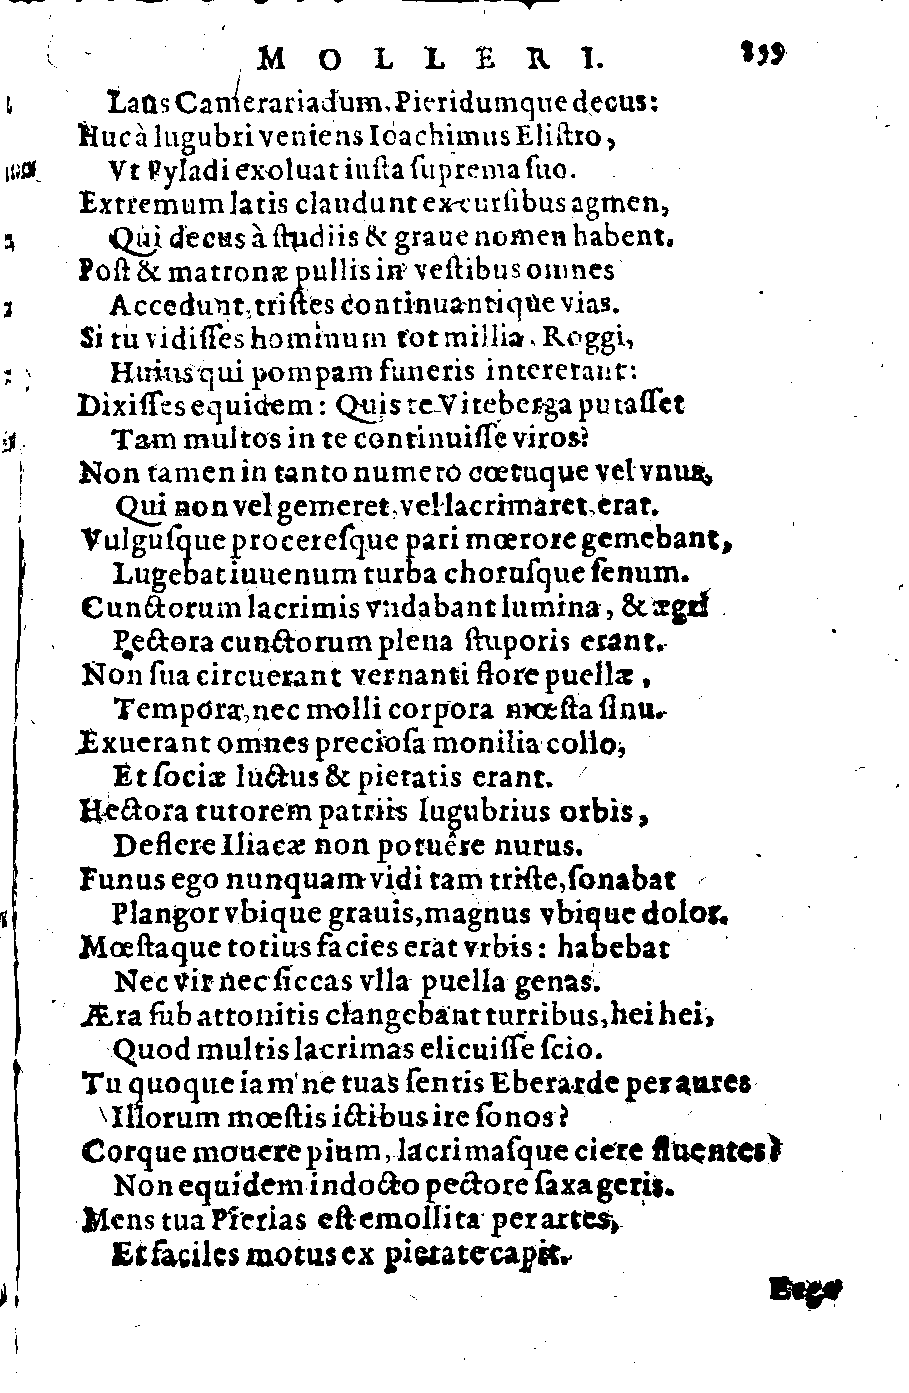 MOLLERI. 899
Laus Camerariadum, Pieridumque decus:
Huc à lugubri veniens Ioachimus Elistro,
Vt Pyladi exoluat iusta suprema suo.
Extremum latis claudunt excursibus agmen,
Qui decus à studiis & graue nomen habent.
Post & matronæ pullis in vestibus omnes
Accedunt, tristes continuantique vias.
Si tu vidisses hominum tot millia, Roggi,
Huius qui pompam funeris intererant:
Dixisses equidem: Quis te Viteberga putasset
Tam multos in te continuisse viros?
Non tamen in tanto numero cœtuque vel vnus,
Qui non vel gemeret, vel lacrimaret, erat.
Vulgusque proceresque pari mœrore gemebant,
Lugebat iuuenum turba chorusque senum.
Cunctorum lacrimis vndabant lumina, & ægri
Pectora cunctorum plena stuporis erant.
Non sua circuerant vernanti flore puellæ,
Tempora, nec molli corpora mœsta sinu.
Exuerant omnes preciosa monilia collo,
Et sociæ luctus & pietatis erant.
Hectora tutorem patriis lugubrius orbis,
Deflere Iliacæ non potuêre nurus.
Funus ego nunquam vidi tam triste, sonabat
Plangor vbique grauis, magnus vbique dolor.
Mœstaque totius facies erat vrbis: habebat
Nec vir nec siccas vlla puella genas.
Æra sub attonitis clangebant turribus, hei hei,
Quod multis lacrimas elicuisse scio.
Tu quoque iam'ne tuas sentis Eberarde per aures
Illorum mœstis ictibus ire sonos?
Corque mouere pium, lacrimasque ciere fluentes?
Non equidem indocto pectore saxa geris.
Mens tua Pierias est emollita per artes,
Et faciles motus ex pietate capit.
Ergo